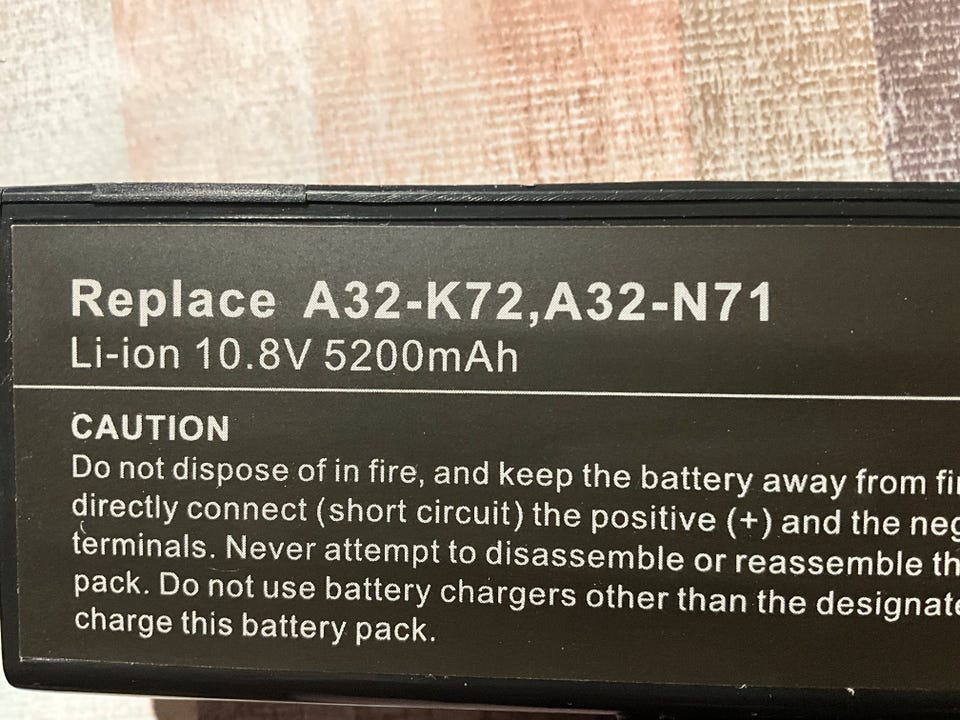 Replace A32-K72,A32-N71
Li-ion 10.8V 5200mAh
CAUTION
Do not dispose of in fire, and keep the battery away from
directly connect (short circuit) the positive (+) and the
terminals. Never attempt to disassemble or reassemble
pack. Do not use battery chargers other than the
charge this battery pack.